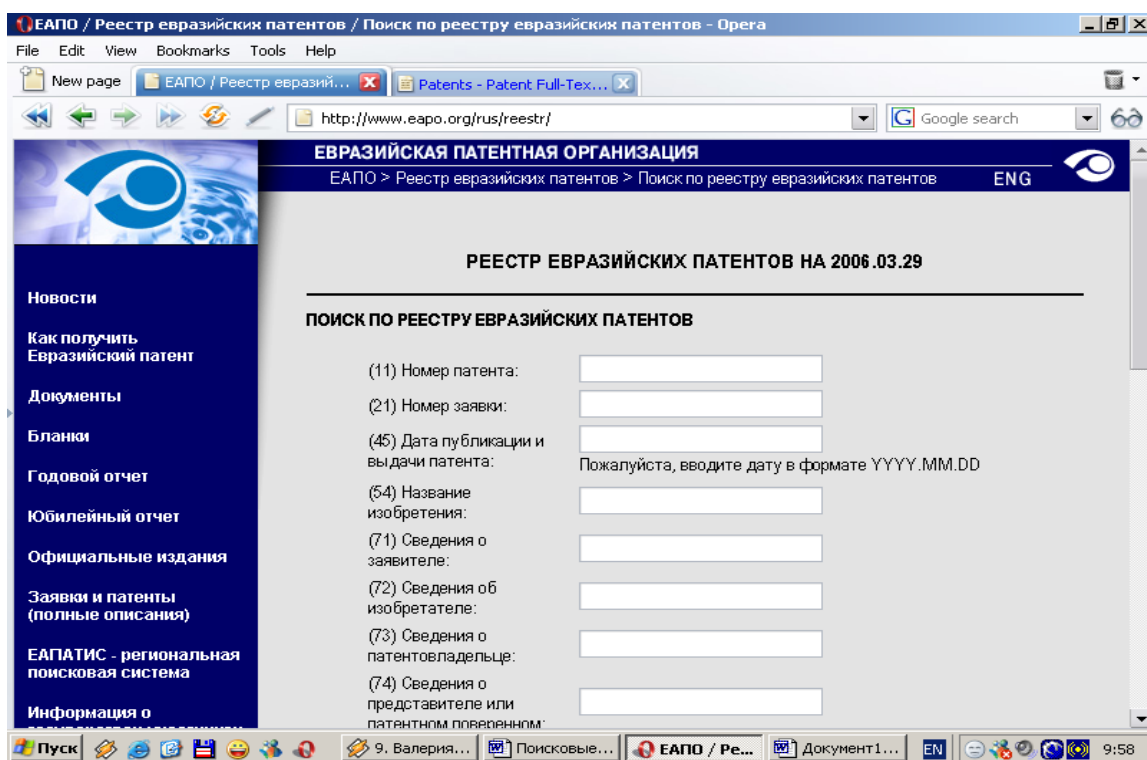 ЕАПО / Реестр евразийских патентов / Поиск по реестру евразийских патентов - Opera
File Edit View Bookmarks Tools Help
New page ЕАПО / Реестр евразий... Patents - Patent Full-Tex...
http://www.eapo.org/rus/reestr/ G Google search
ЕВРАЗИЙСКАЯ ПАТЕНТНАЯ ОРГАНИЗАЦИЯ
ЕАПО > Реестр евразийских патентов > Поиск по реестру евразийских патентов ENG
РЕЕСТР ЕВРАЗИЙСКИХ ПАТЕНТОВ НА 2006.03.29
Новости
Как получить
Евразийский патент
Документы
Бланки
Годовой отчет
Юбилейный отчет
Официальные издания
Заявки и патенты
(полные описания)
ЕАПАТИС - региональная
поисковая система
Информация о
ПОИСК ПО РЕЕСТРУ ЕВРАЗИЙСКИХ ПАТЕНТОВ
(11) Номер патента:
(21) Номер заявки:
(45) Дата публикации и
выдачи патента:
Пожалуйста, вводите дату в формате YYYY.MM.DD
(54) Название
изобретения:
(71) Сведения о
заявителе:
(72) Сведения об
изобретателе:
(73) Сведения о
патентовладельце:
(74) Сведения о
представителе или
патентном поверенном:
Пуск 9. Валерия... Поисковые... ЕАПО / Ре... Документ1... EN 9:58